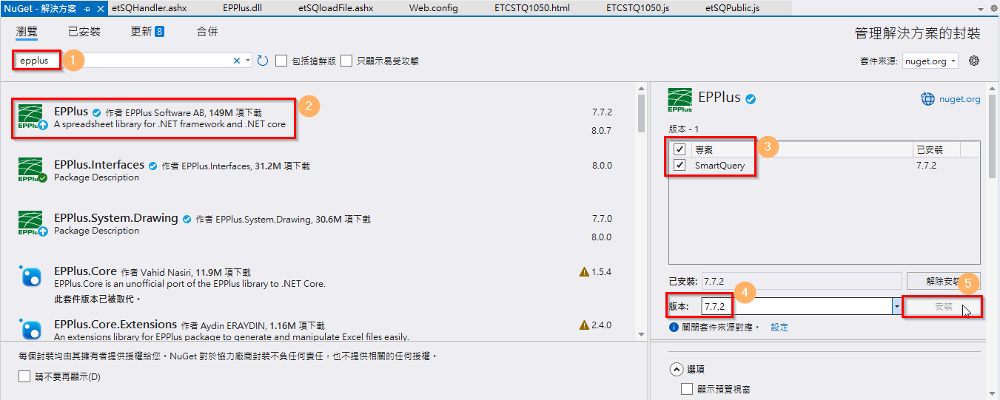 NuGet - 解決方案
etSQHandler.ashx
EPPlus.dll
etSQloadFile.ashx
Web.config
ETCSTQ1050.html
ETCSTQ1050.js
etSQPublic.js
瀏覽
已安裝
更新 8
合併
管理解決方案的封裝
epplus
1
包括搶鮮版
只顯示易受攻擊
套件來源: nuget.org
EPPlus 作者 EPPlus Software AB, 149M 項下載
7.7.2
A spreadsheet library for .NET framework and .NET core
8.0.7
2
EPPlus
EPPlus.Interfaces 作者 EPPlus.Interfaces, 31.2M 項下載
8.0.0
Package Description
EPPlus
EPPlus.System.Drawing 作者 EPPlus.System.Drawing, 30.6M 項下載
7.7.0
Package Description
8.0.0
EPPlus
EPPlus.Core 作者 Vahid Nasiri, 11.9M 項下載
1.5.4
EPPlus.Core is an unofficial port of the EPPlus library to .NET Core.
此套件版本已被取代。
EPPlus.Core.Extensions 作者 Aydin ERAYDIN, 1.16M 項下載
2.4.0
An extensions library for EPPlus package to generate and manipulate Excel files easily.
每個封裝均由其擁有者提供授權給您。NuGet 對於協力廠商封裝不負任何責任，也不提供相關的任何授權。
請不要再顯示(D)
EPPlus
EPPlus
nuget.org
版本 - 1
專案
已安裝
3
SmartQuery
7.7.2
已安裝: 7.7.2
解除安裝
5
4
版本: 7.7.2
安裝
關閉套件來源對應。 設定
選項
顯示預覽視窗